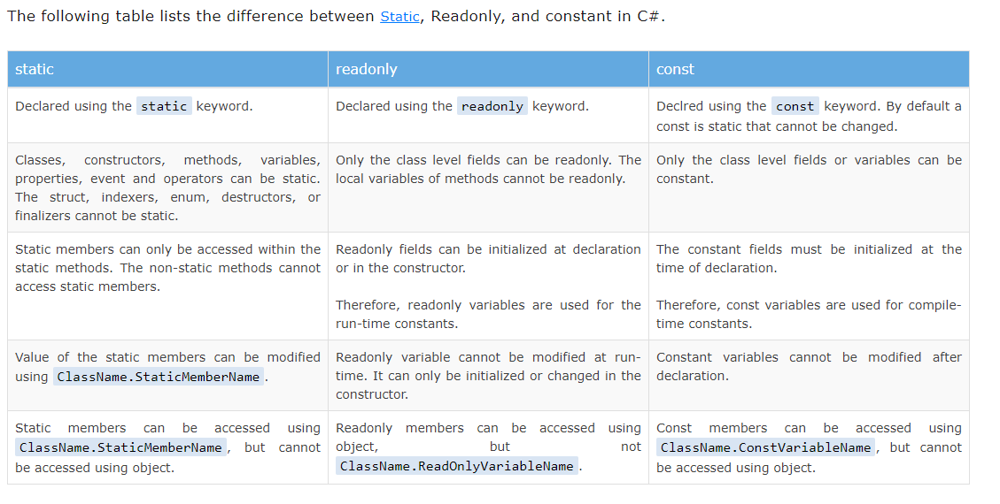 The following table lists the difference between Static, Readonly, and constant in C#.
static
readonly
const
Declared using the static keyword.
Declared using the readonly keyword.
Declred using the const keyword. By default a
const is static that cannot be changed.
Classes, constructors, methods, variables,
properties, event and operators can be static.
The struct, indexers, enum, destructors, or
finalizers cannot be static.
Only the class level fields can be readonly. The
local variables of methods cannot be readonly.
Only the class level fields or variables can be
constant.
Static members can only be accessed within the
static methods. The non-static methods cannot
access static members.
Readonly fields can be initialized at declaration
or in the constructor.
Therefore, readonly variables are used for the
run-time constants.
The constant fields must be initialized at the
time of declaration.
Therefore, const variables are used for compile-
time constants.
Value of the static members can be modified
using ClassName.StaticMemberName.
Readonly variable cannot be modified at run-
time. It can only be initialized or changed in the
constructor.
Constant variables cannot be modified after
declaration.
Static members can be accessed using
ClassName.StaticMemberName, but cannot
be accessed using object.
Readonly members can be accessed using
object, but not
ClassName.ReadOnlyVariableName.
Const members can be accessed using
ClassName.ConstVariableName, but cannot
be accessed using object.